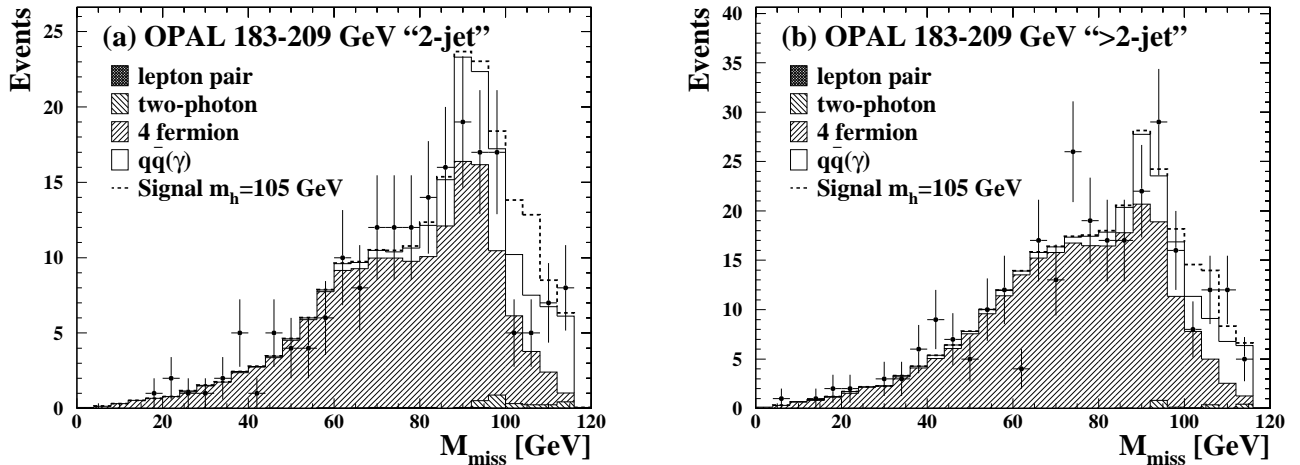 Events
25
20
15
10
5
0
(a) OPAL 183-209 GeV “2-jet”
lepton pair
two-photon
4 fermion
qq̅(γ)
Signal m_h=105 GeV
0 20 40 60 80 100 120
M_miss [GeV]
Events
40
35
30
25
20
15
10
5
0
(b) OPAL 183-209 GeV “>2-jet”
lepton pair
two-photon
4 fermion
qq̅(γ)
Signal m_h=105 GeV
0 20 40 60 80 100 120
M_miss [GeV]